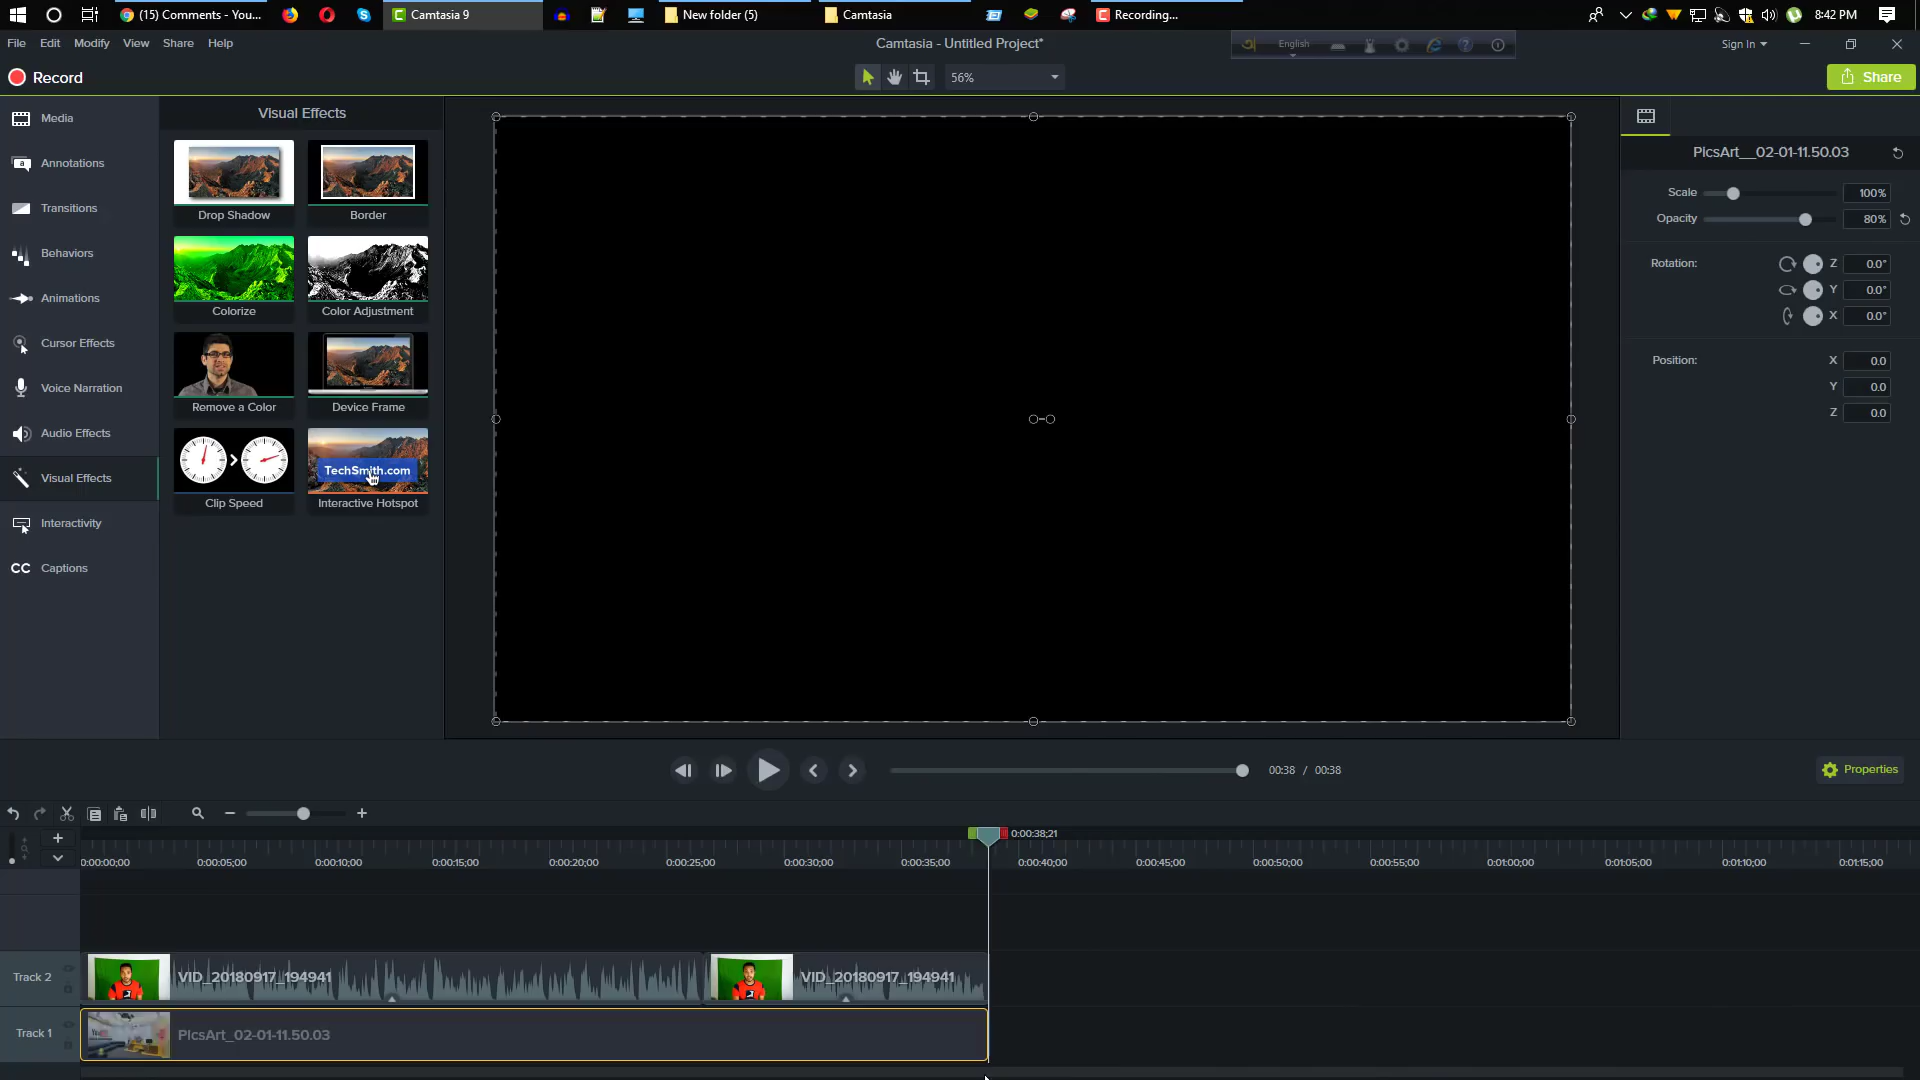 (15) Comments - You...
Camtasia 9
New folder (5)
Camtasia
Recording...
8:42 PM
File
Edit
Modify
View
Share
Help
Camtasia - Untitled Project*
English
Sign In
Record
56%
Share
Media
Annotations
Transitions
Behaviors
Animations
Cursor Effects
Voice Narration
Audio Effects
Visual Effects
Interactivity
CC Captions
Visual Effects
Drop Shadow
Border
Colorize
Color Adjustment
Remove a Color
Device Frame
TechSmith.com
Clip Speed
Interactive Hotspot
PicsArt__02-01-11.50.03
Scale 100%
Opacity 80%
Rotation: Z 0.0°
Y 0.0°
X 0.0°
Position: X 0.0
Y 0.0
Z 0.0
00:38 / 00:38
Properties
0:00:38;21
0:00:00;00
0:00:05;00
0:00:10;00
0:00:15;00
0:00:20;00
0:00:25;00
0:00:30;00
0:00:35;00
0:00:40;00
0:00:45;00
0:00:50;00
0:00:55;00
0:01:00;00
0:01:05;00
0:01:10;00
0:01:15;00
Track 2
VID_20180917_194941
VID_20180917_194941
Track 1
PicsArt_02-01-11.50.03